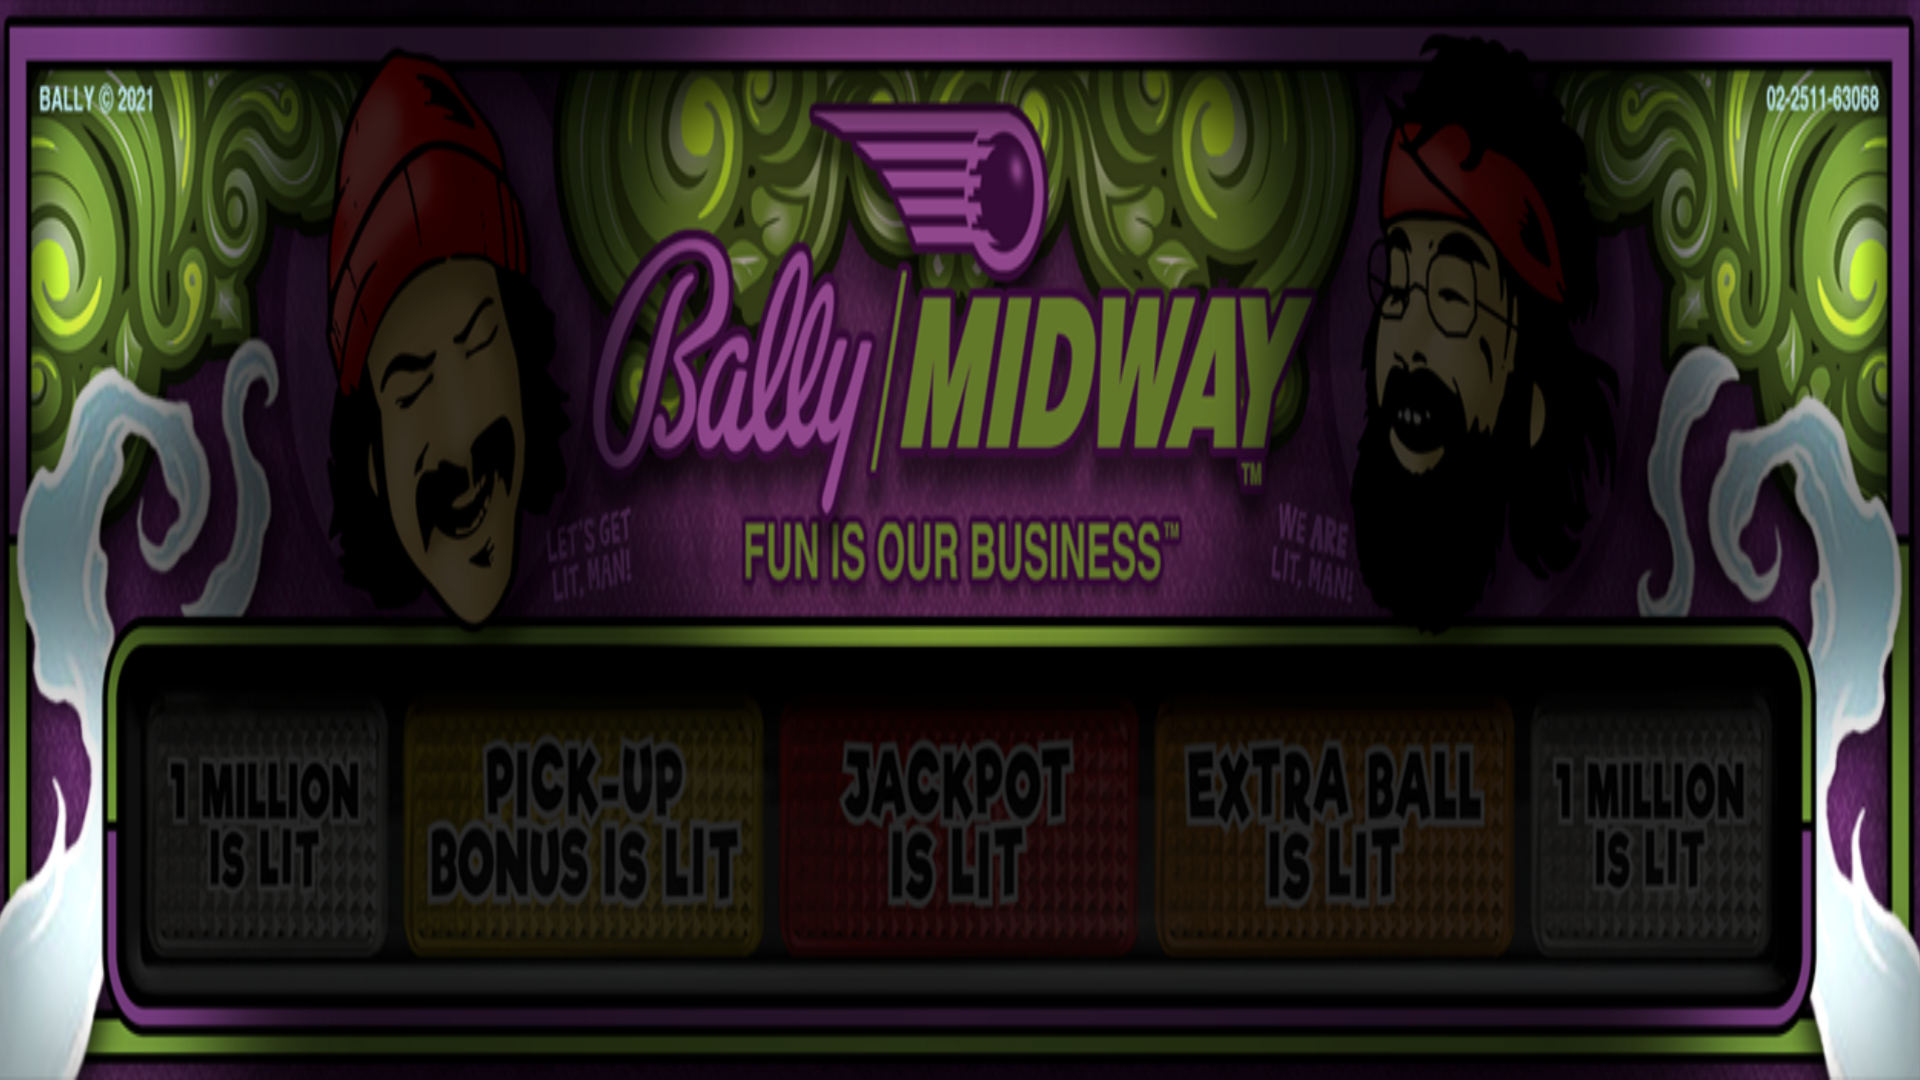 BALLY © 2021
02-2511-63068
Bally/MIDWAY™
LET'S GET
LIT, MAN!
FUN IS OUR BUSINESS™
WE ARE
LIT, MAN!
1 MILLION
IS LIT
PICK-UP
BONUS IS LIT
JACKPOT
IS LIT
EXTRA BALL
IS LIT
1 MILLION
IS LIT